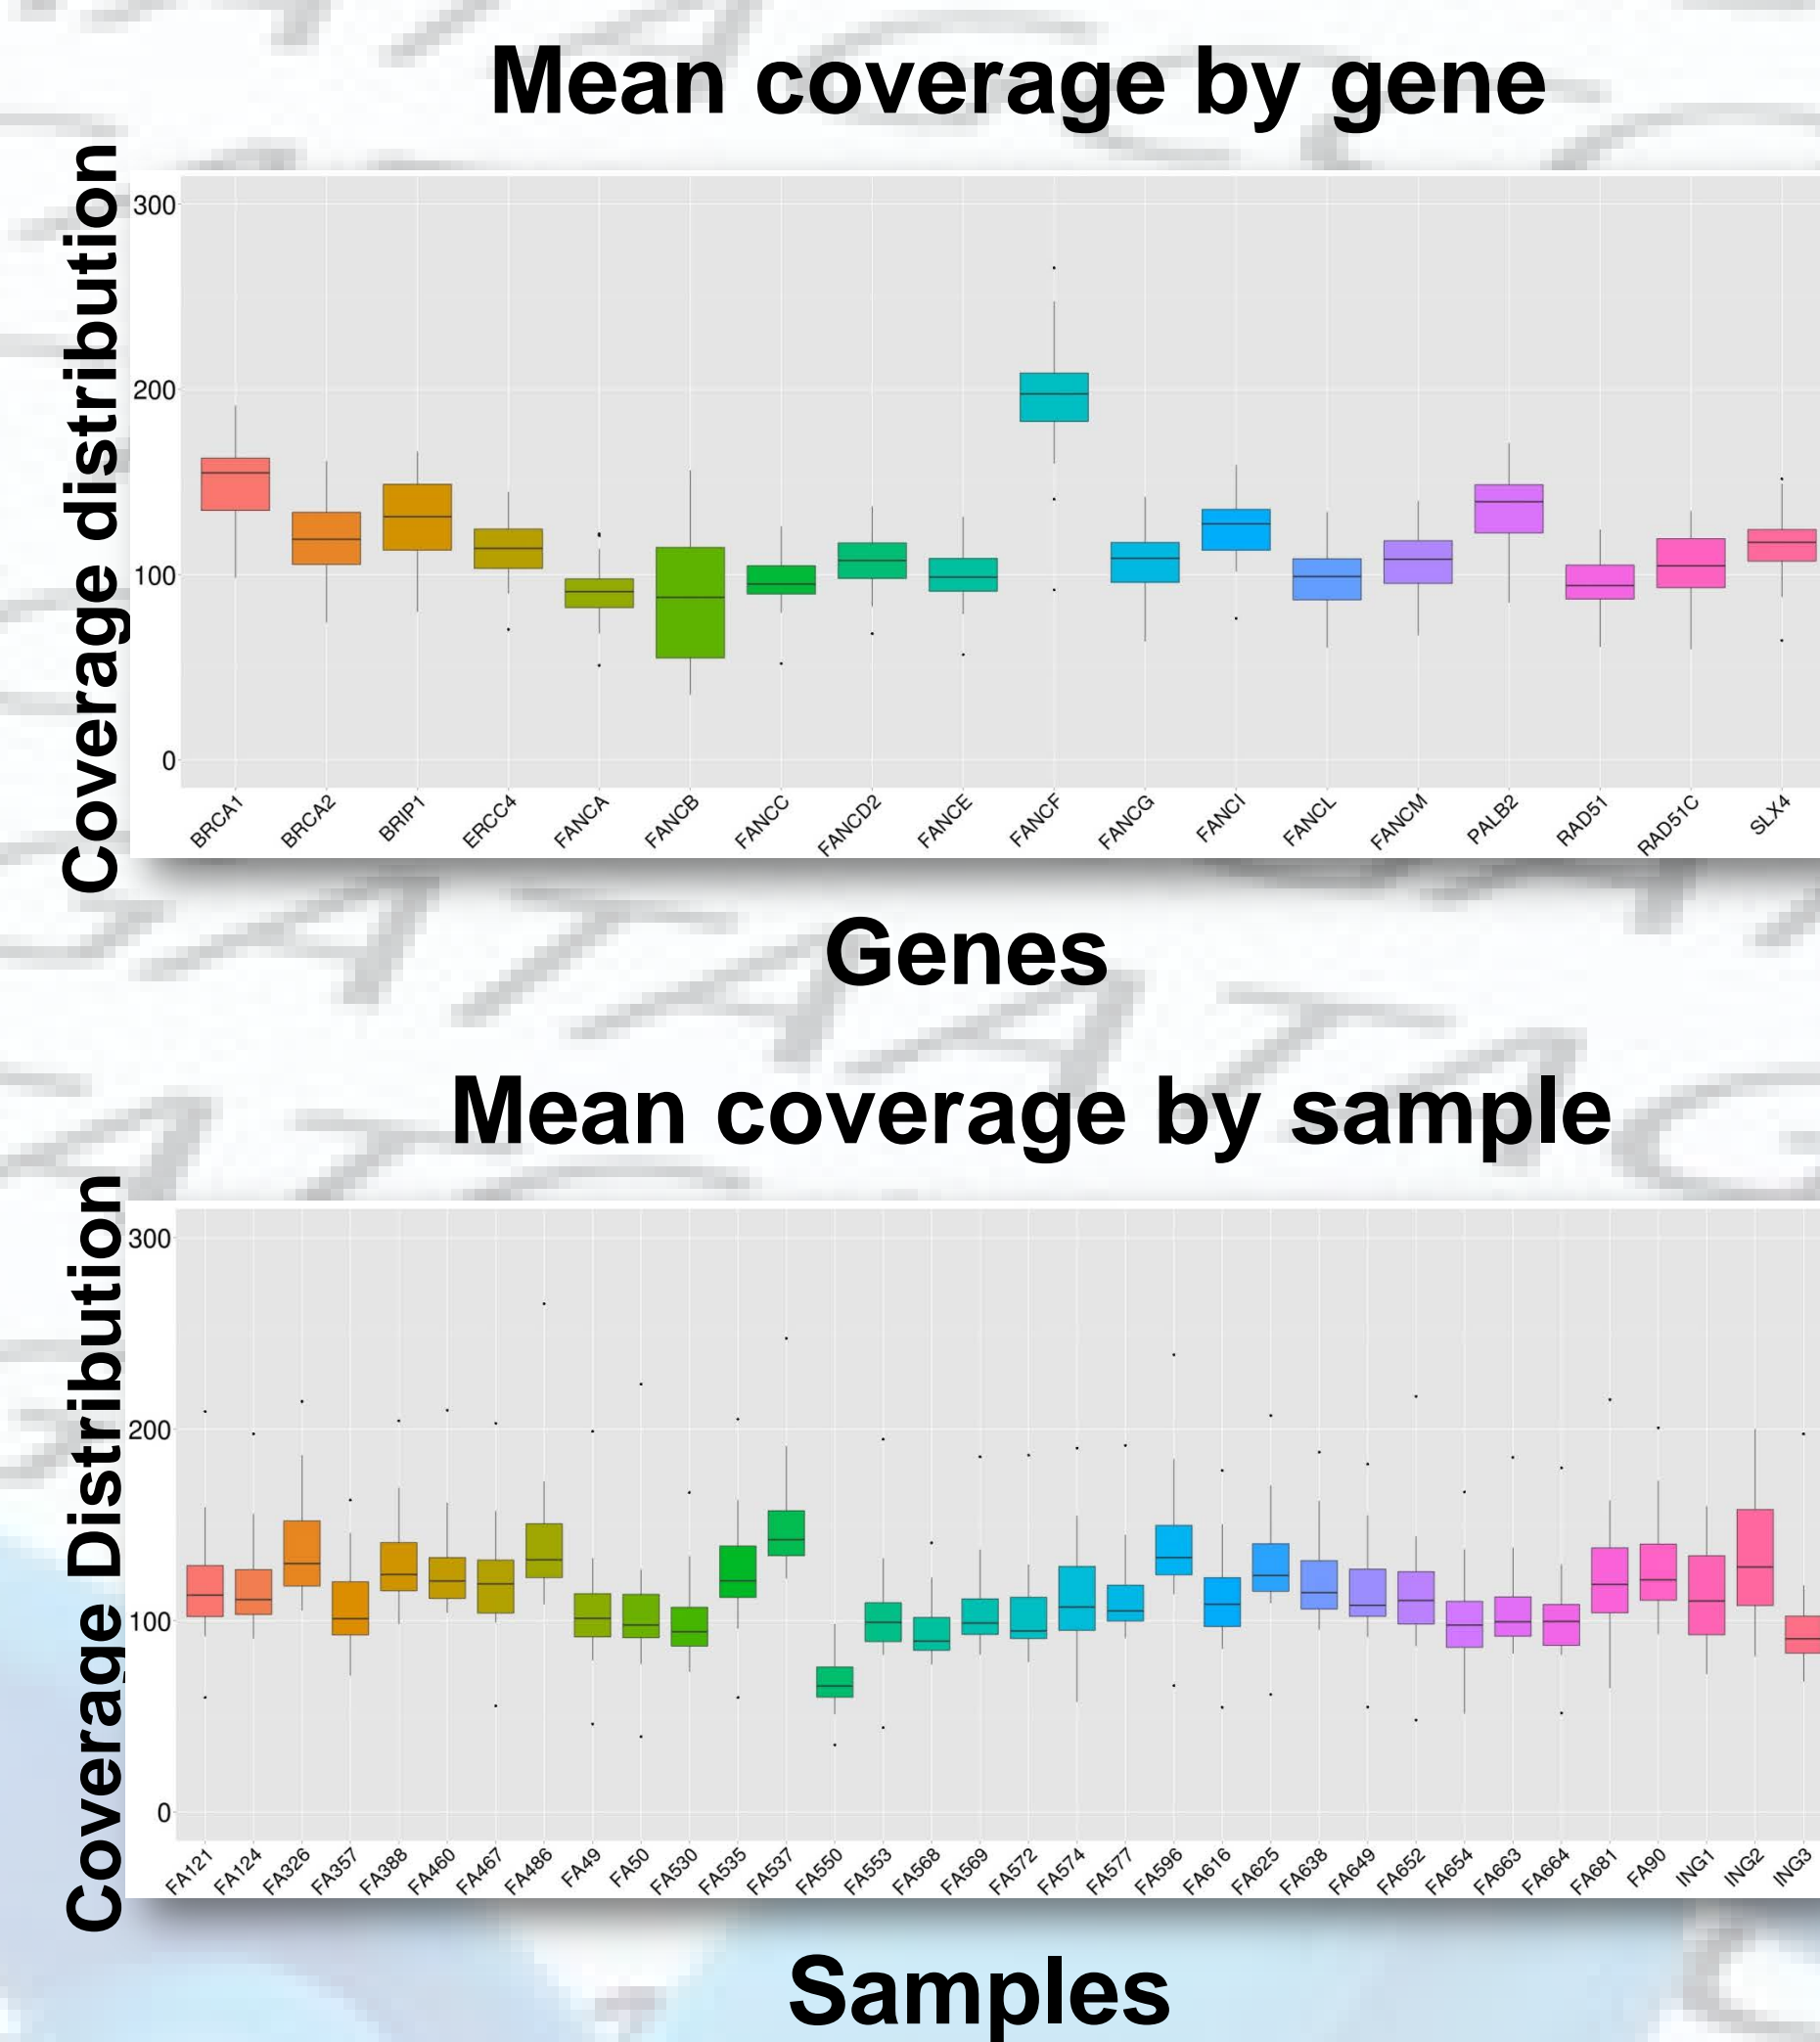 Mean coverage by gene
Coverage distribution
300
200
100
0
BRCA1 BRCA2 BRIP1 ERCC4 FANCA FANCB FANCC FANCD2 FANCE FANCF FANCG FANCI FANCL FANCM PALB2 RAD51 RAD51C SLX4
Genes
Mean coverage by sample
Coverage Distribution
300
200
100
0
FA121 FA124 FA326 FA357 FA388 FA460 FA467 FA486 FA49 FA50 FA530 FA535 FA537 FA550 FA553 FA568 FA569 FA572 FA574 FA577 FA596 FA616 FA625 FA638 FA649 FA652 FA654 FA663 FA664 FA681 FA90 ING1 ING2 ING3
Samples